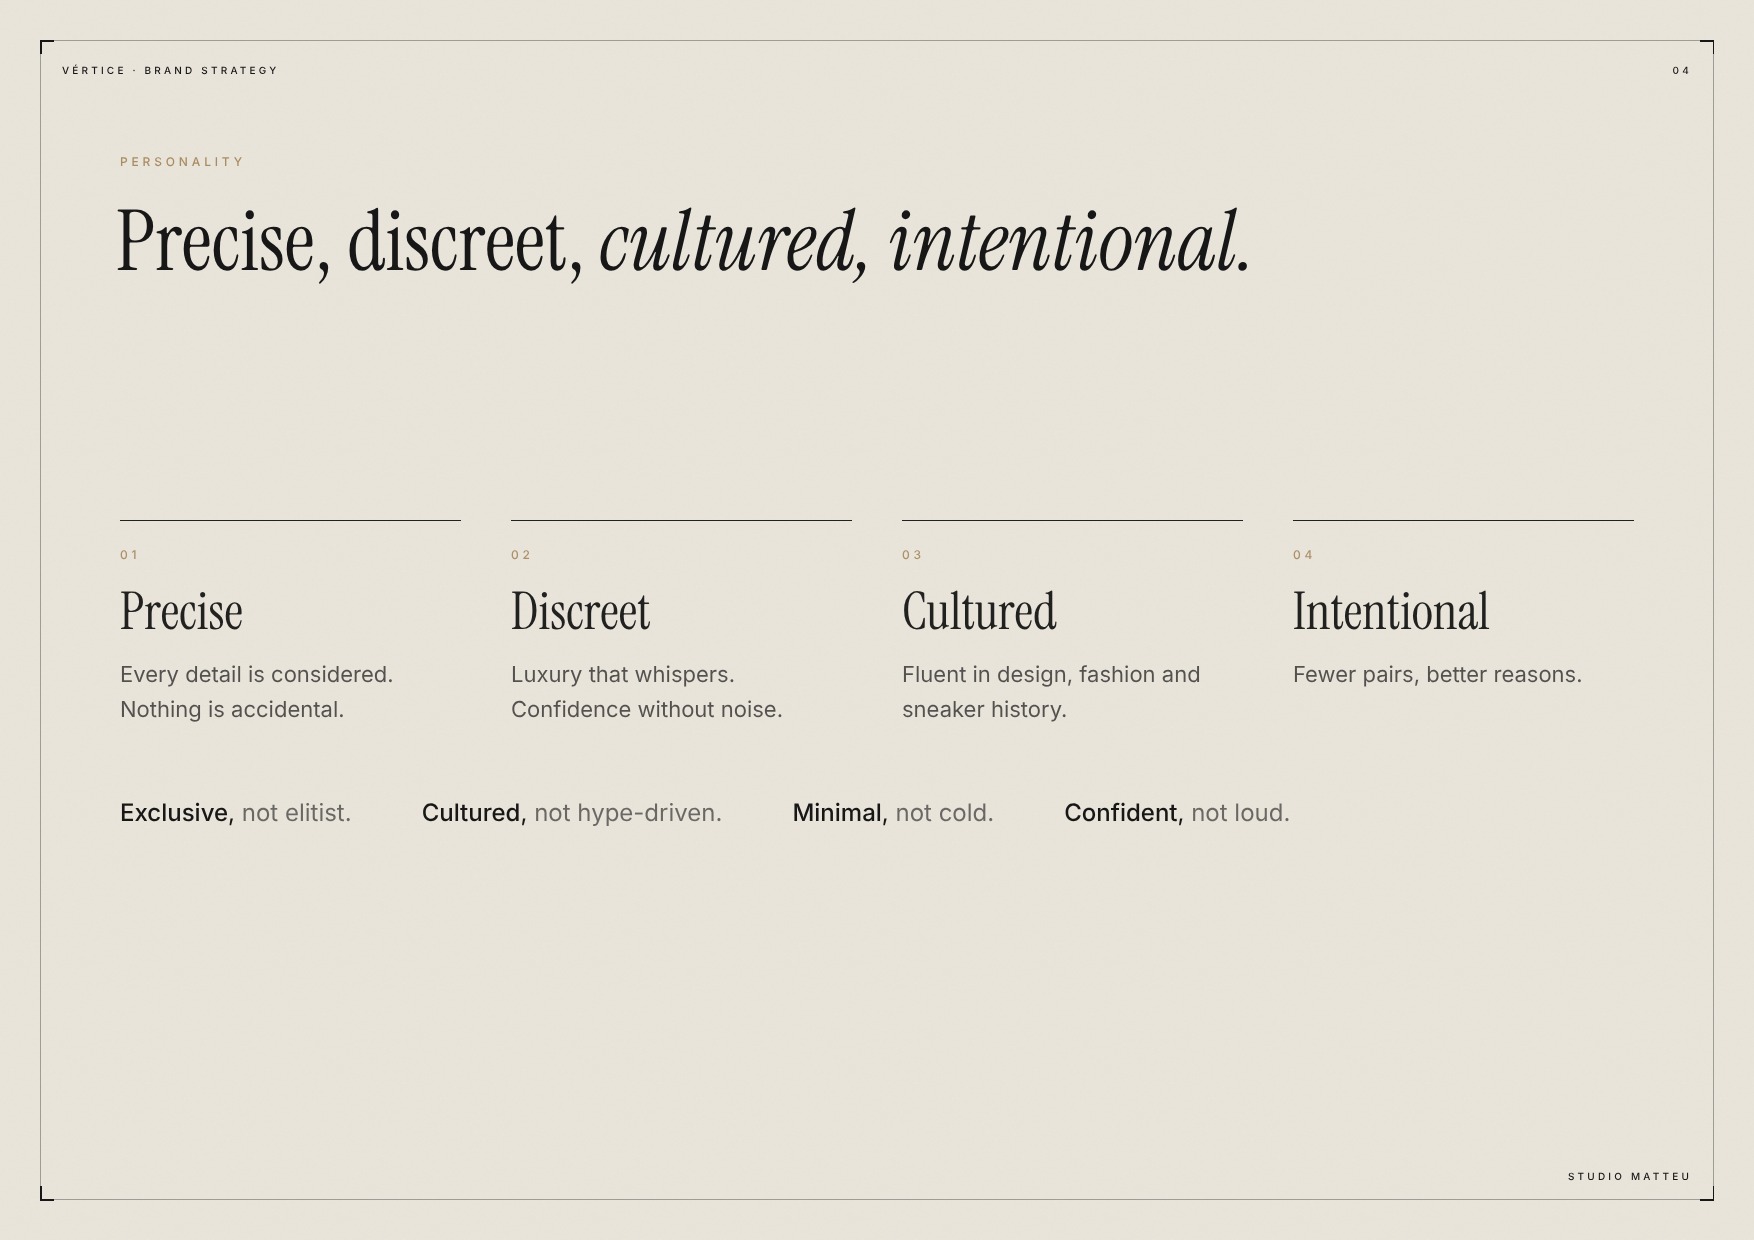 VÉRTICE · BRAND STRATEGY
04
PERSONALITY
Precise, discreet, cultured, intentional.
01
Precise
Every detail is considered.
Nothing is accidental.
02
Discreet
Luxury that whispers.
Confidence without noise.
03
Cultured
Fluent in design, fashion and
sneaker history.
04
Intentional
Fewer pairs, better reasons.
Exclusive, not elitist.
Cultured, not hype-driven.
Minimal, not cold.
Confident, not loud.
STUDIO MATTEU